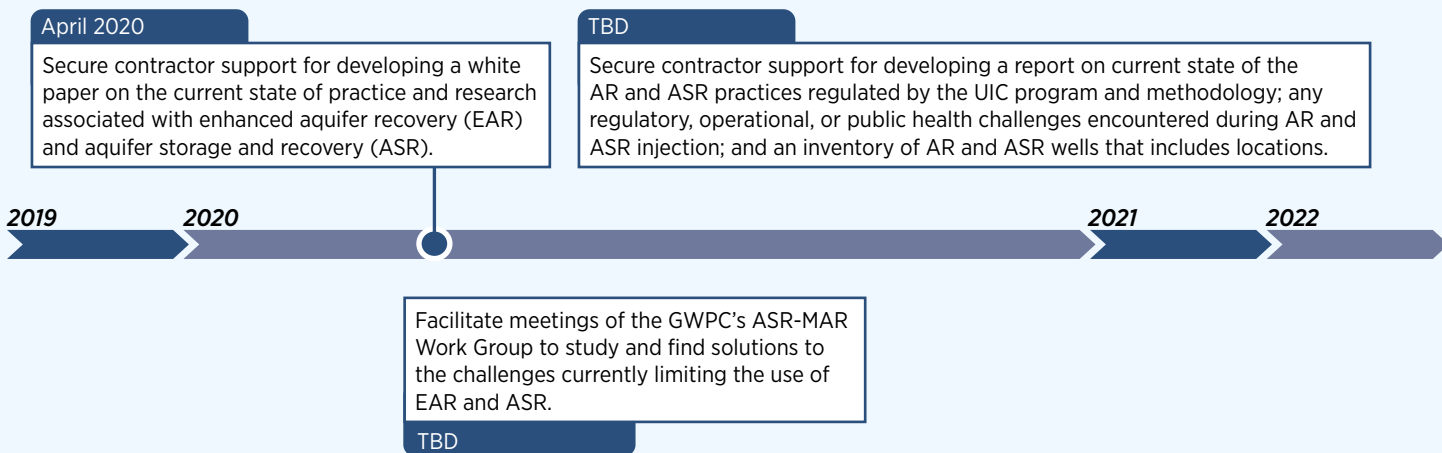 April 2020
Secure contractor support for developing a white
paper on the current state of practice and research
associated with enhanced aquifer recovery (EAR)
and aquifer storage and recovery (ASR).
TBD
Secure contractor support for developing a report on current state of the
AR and ASR practices regulated by the UIC program and methodology; any
regulatory, operational, or public health challenges encountered during AR and
ASR injection; and an inventory of AR and ASR wells that includes locations.
2019
2020
2021
2022
Facilitate meetings of the GWPC’s ASR-MAR
Work Group to study and find solutions to
the challenges currently limiting the use of
EAR and ASR.
TBD